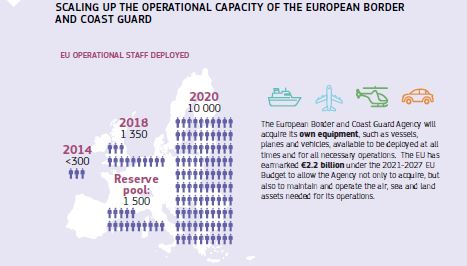 SCALING UP THE OPERATIONAL CAPACITY OF THE EUROPEAN BORDER
AND COAST GUARD
EU OPERATIONAL STAFF DEPLOYED
2014
<300
2018
1 350
Reserve
pool:
1 500
2020
10 000
The European Border and Coast Guard Agency will
acquire its own equipment, such as vessels,
planes and vehicles, available to be deployed at all
times and for all necessary operations. The EU has
earmarked €2.2 billion under the 2021-2027 EU
Budget to allow the Agency not only to acquire, but
also to maintain and operate the air, sea and land
assets needed for its operations.